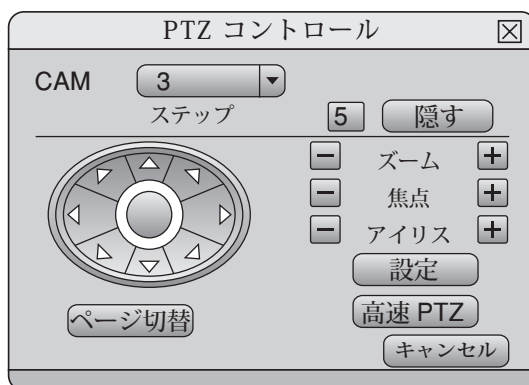 PTZ コントロール
CAM 3
ステップ 5 隠す
ズーム
焦点
アイリス
設定
ページ切替
高速 PTZ
キャンセル